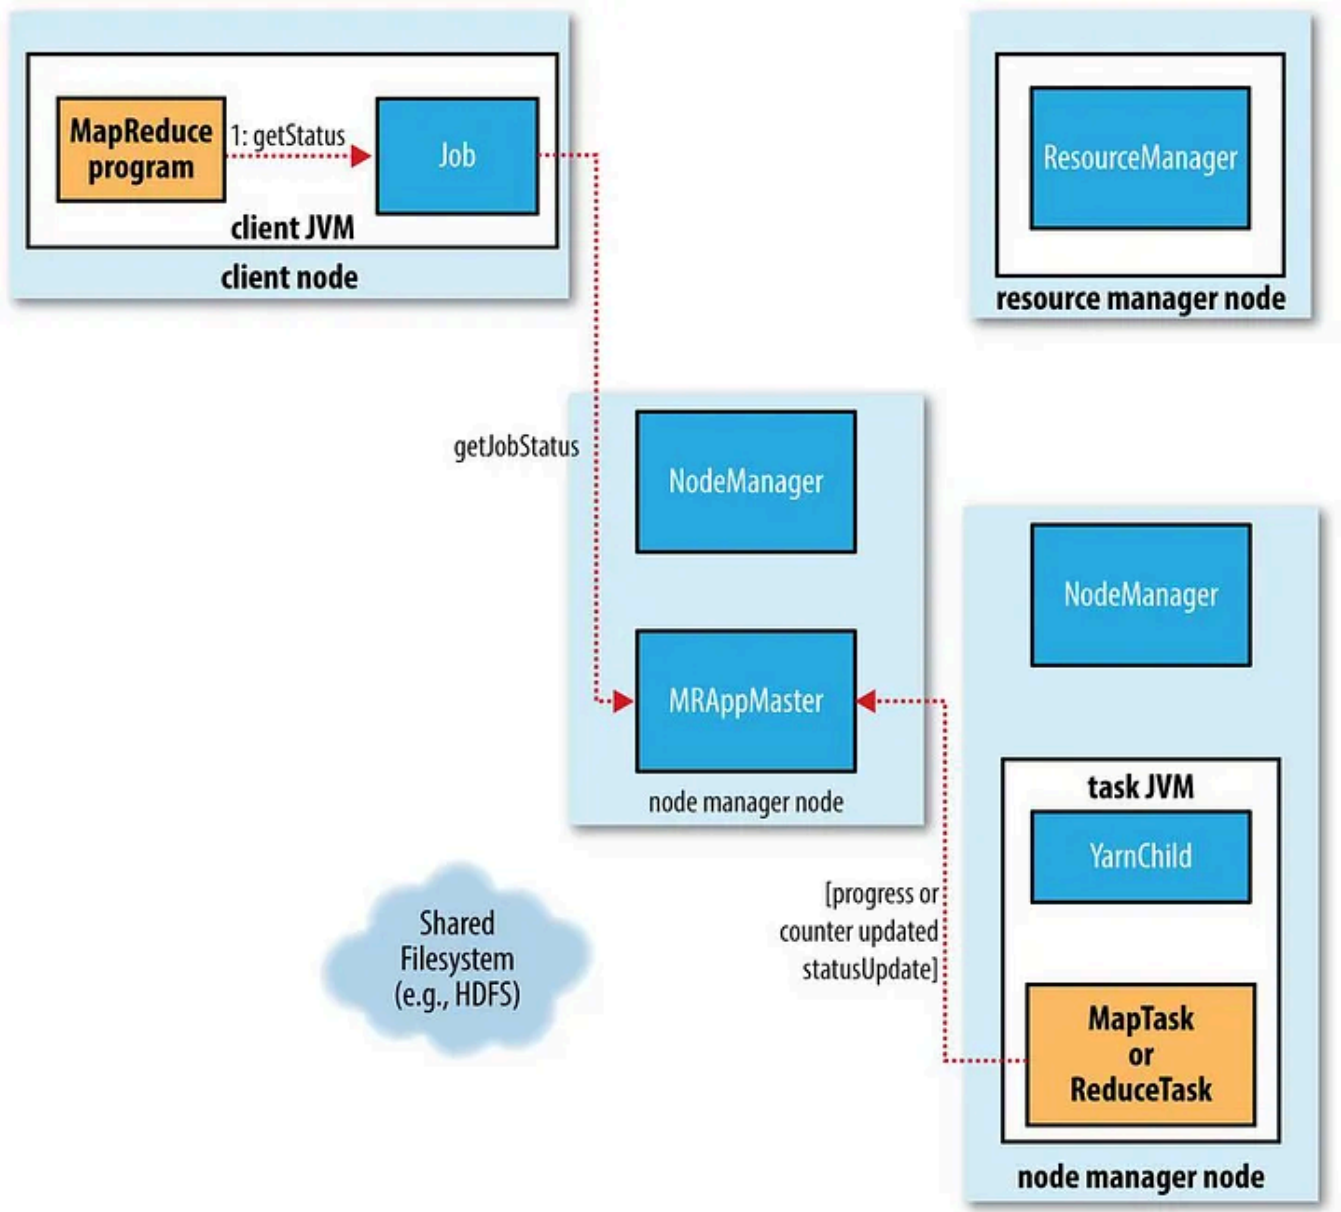 MapReduce
program
1: getStatus
Job
client JVM
client node
ResourceManager
resource manager node
getJobStatus
NodeManager
MRAppMaster
node manager node
NodeManager
task JVM
YarnChild
[progress or
counter updated
statusUpdate]
MapTask
or
ReduceTask
node manager node
Shared
Filesystem
(e.g., HDFS)